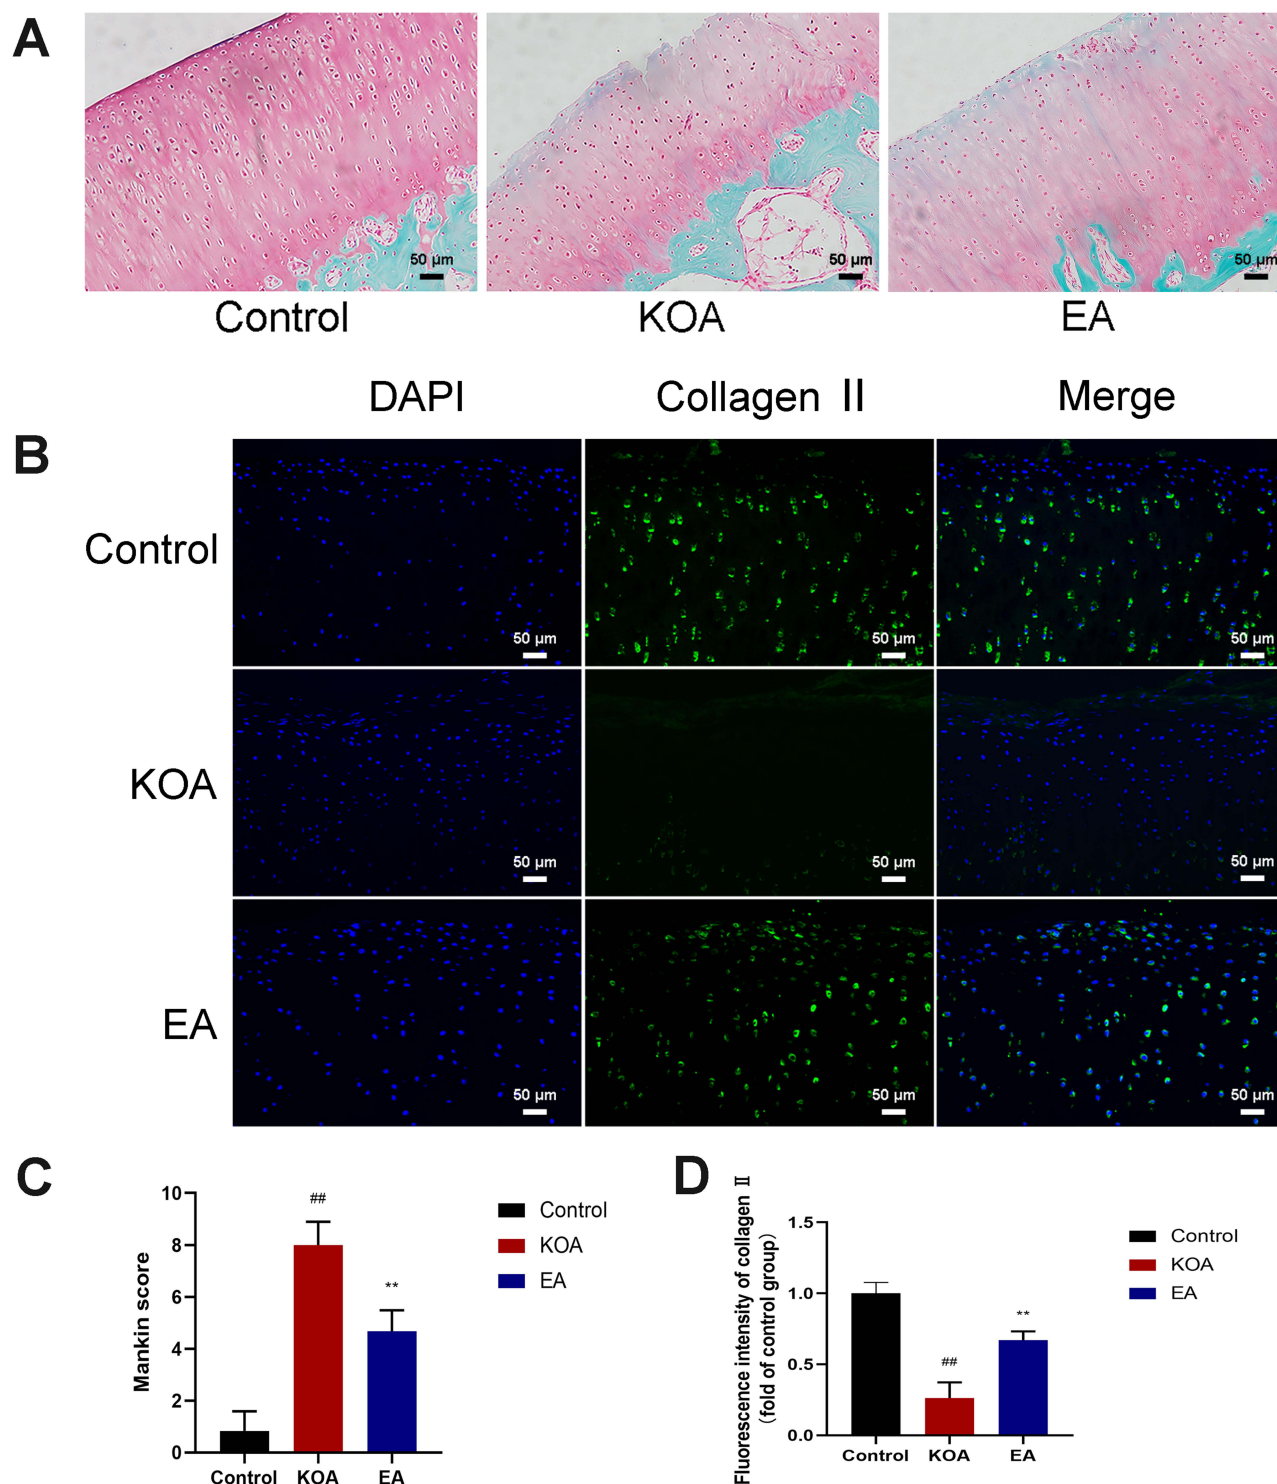 A
50 μm
50 μm
50 μm
Control
KOA
EA
DAPI
Collagen Ⅱ
Merge
B
Control
50 μm
50 μm
50 μm
KOA
50 μm
50 μm
50 μm
EA
50 μm
50 μm
50 μm
C
Mankin score
10
8
6
4
2
0
##
**
Control
KOA
EA
Control
KOA
EA
D
Fluorescence intensity of collagen Ⅱ
(fold of control group)
1.5
1.0
0.5
0.0
##
**
Control
KOA
EA
Control
KOA
EA